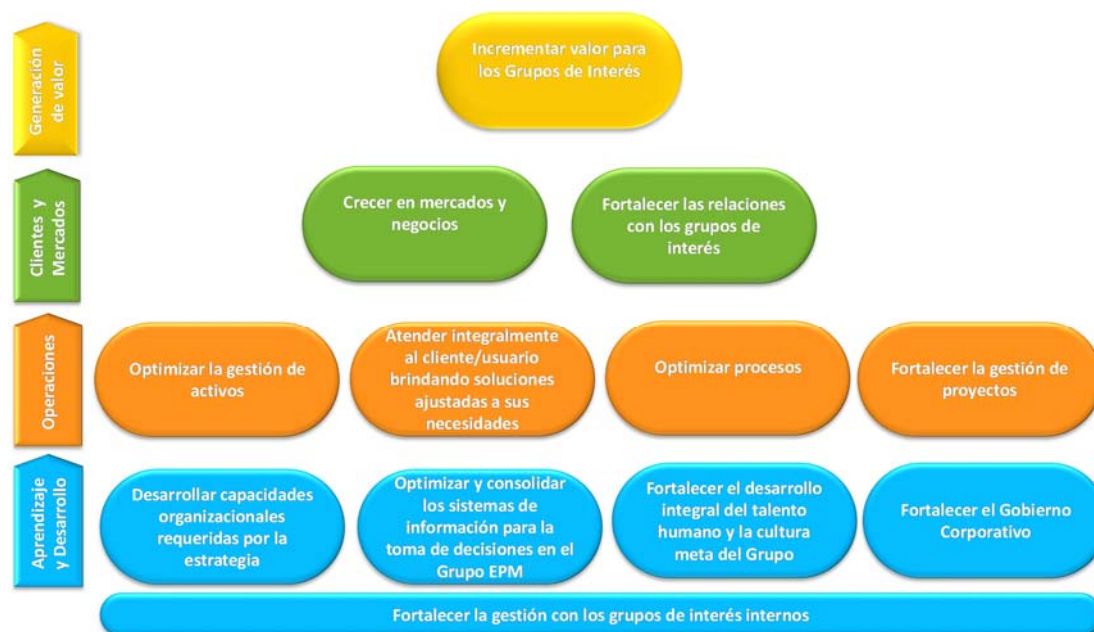 Generación
de valor
Incrementar valor para
los Grupos de Interés
Clientes y
Mercados
Crecer en mercados y
negocios
Fortalecer las relaciones
con los grupos de
interés
Operaciones
Optimizar la gestión de
activos
Atender integralmente
al cliente/usuario
brindando soluciones
ajustadas a sus
necesidades
Optimizar procesos
Fortalecer la gestión de
proyectos
Aprendizaje
y Desarrollo
Desarrollar capacidades
organizacionales
requeridas por la
estrategia
Optimizar y consolidar
los sistemas de
información para la
toma de decisiones en el
Grupo EPM
Fortalecer el desarrollo
integral del talento
humano y la cultura
meta del Grupo
Fortalecer el Gobierno
Corporativo
Fortalecer la gestión con los grupos de interés internos